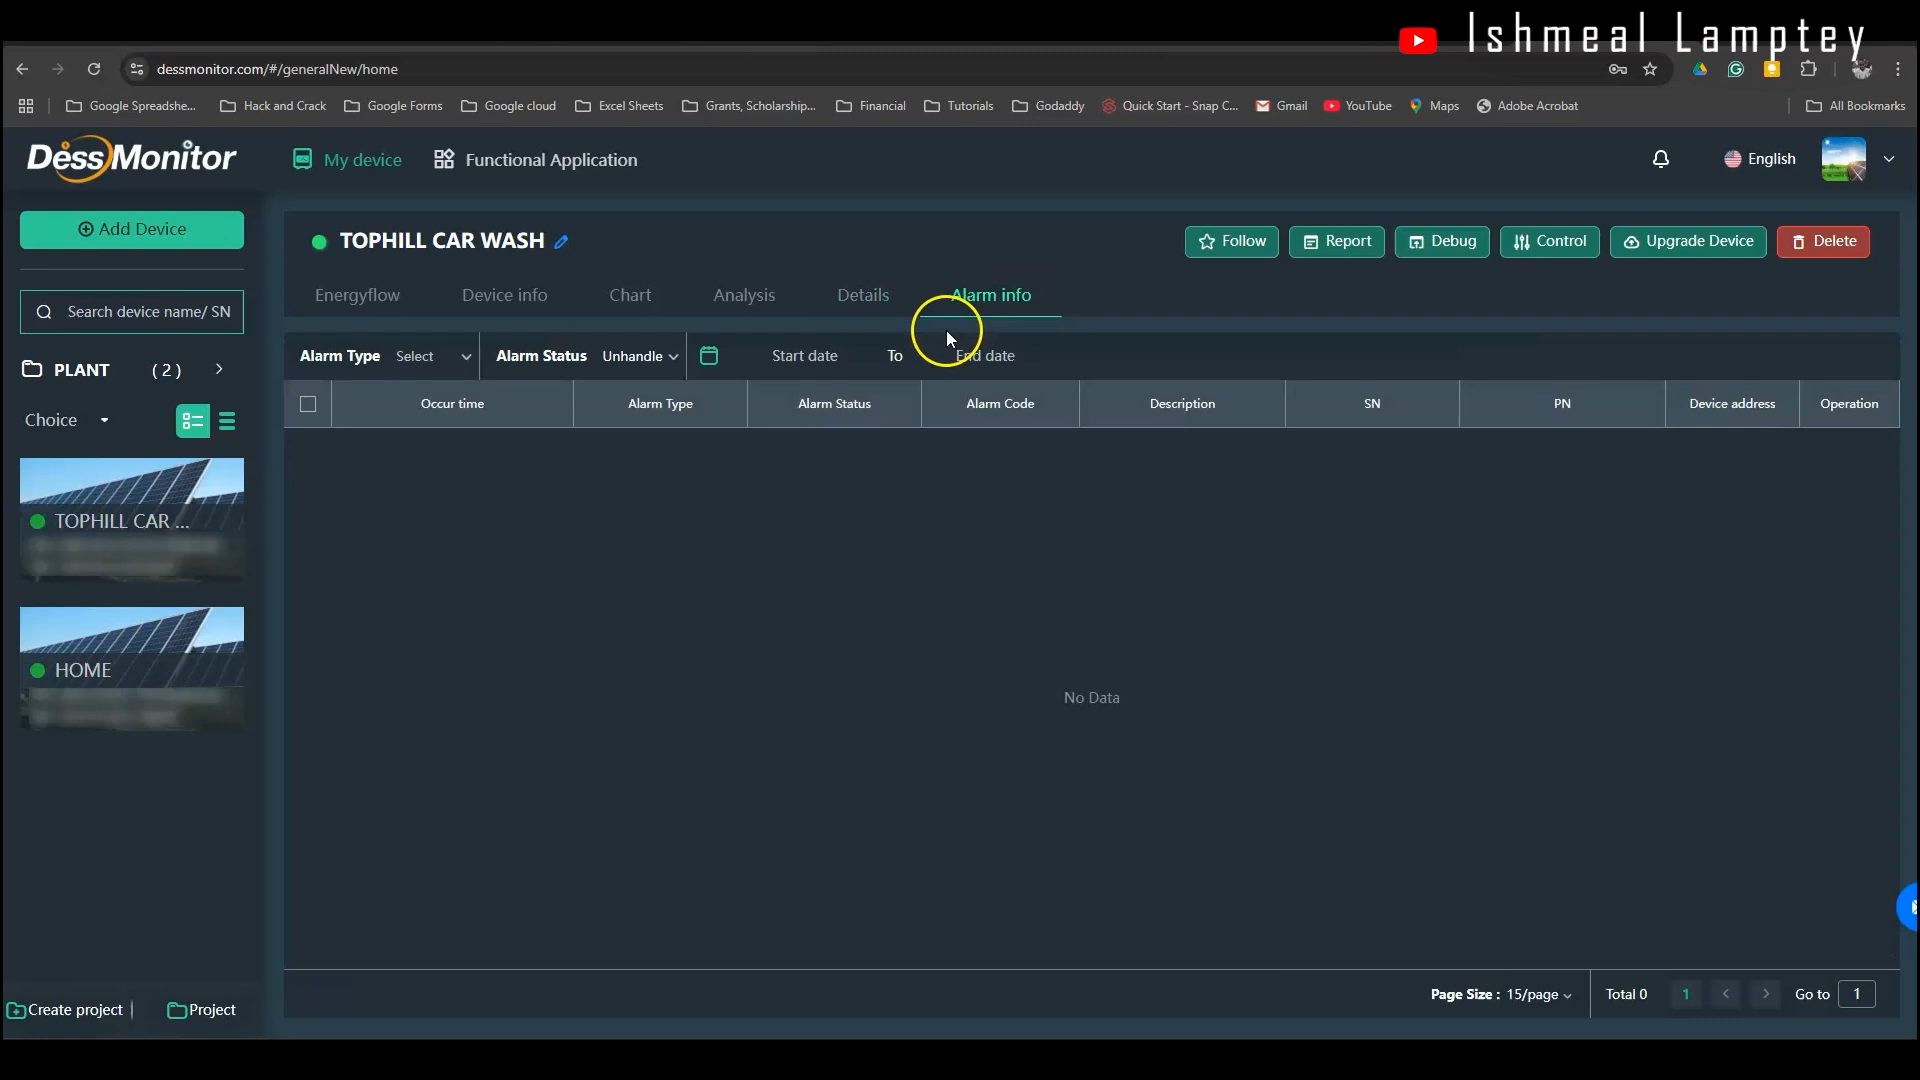 Ishmeal Lamptey
dessmonitor.com/#/generalNew/home
Google Spreadshe... Hack and Crack Google Forms Google cloud Excel Sheets Grants, Scholarship... Financial Tutorials Godaddy Quick Start - Snap C... Gmail YouTube Maps Adobe Acrobat All Bookmarks
DessMonitor My device Functional Application English
Add Device
TOPHILL CAR WASH Follow Report Debug Control Upgrade Device Delete
Energyflow Device info Chart Analysis Details Alarm info
Search device name/ SN
Alarm Type Select Alarm Status Unhandle Start date To End date
PLANT ( 2 )
Occur time Alarm Type Alarm Status Alarm Code Description SN PN Device address Operation
Choice
TOPHILL CAR ...
HOME
No Data
Page Size : 15/page Total 0 1 Go to 1
Create project Project